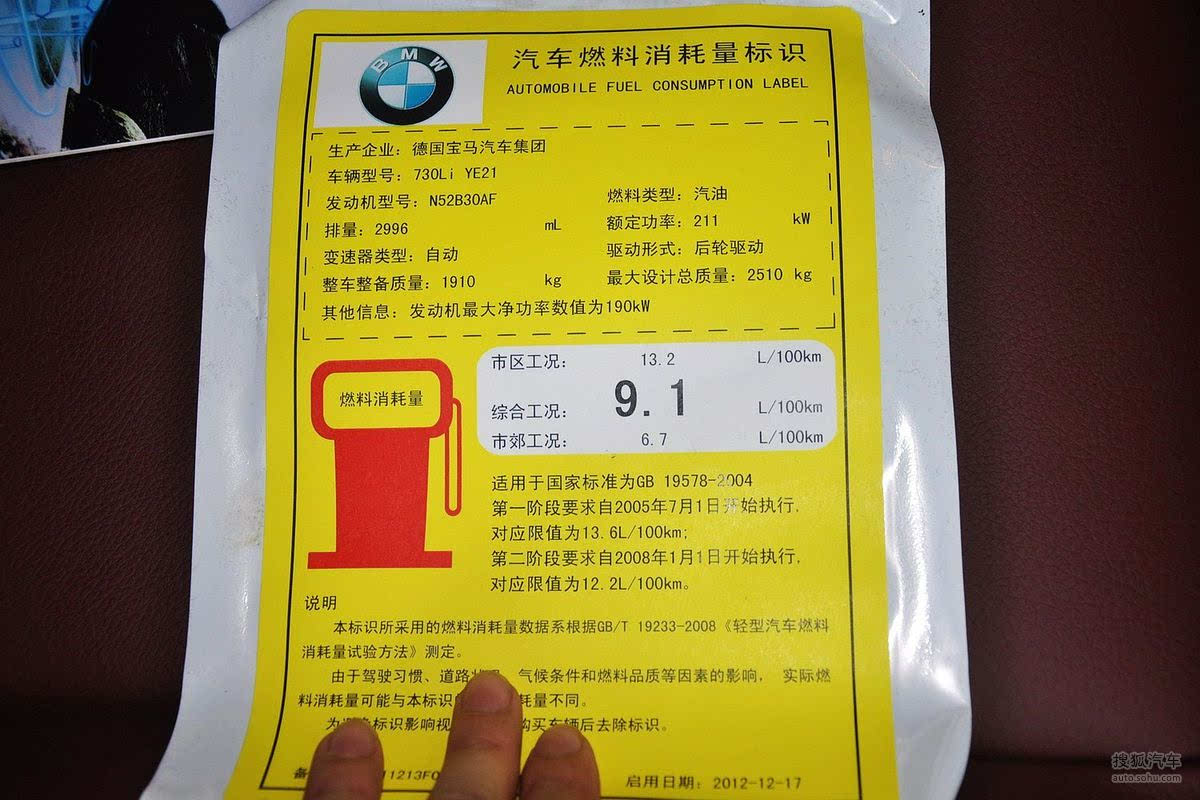 BMW
汽车燃料消耗量标识
AUTOMOBILE FUEL CONSUMPTION LABEL
生产企业：德国宝马汽车集团
车辆型号：730Li YE21
发动机型号：N52B30AF 燃料类型：汽油
排量：2996 mL 额定功率：211 kW
变速器类型：自动 驱动形式：后轮驱动
整车整备质量：1910 kg 最大设计总质量：2510 kg
其他信息：发动机最大净功率数值为190kW
燃料消耗量
市区工况： 13.2 L/100km
综合工况： 9.1 L/100km
市郊工况： 6.7 L/100km
适用于国家标准为GB 19578-2004
第一阶段要求自2005年7月1日开始执行，
对应限值为13.6L/100km；
第二阶段要求自2008年1月1日开始执行，
对应限值为12.2L/100km。
说明
本标识所采用的燃料消耗量数据系根据GB/T 19233-2008《轻型汽车燃料
消耗量试验方法》测定。
由于驾驶习惯、道路 气候条件和燃料品质等因素的影响， 实际燃
料消耗量可能与本标识 耗量不同。
为 标识影响视 购买车辆后去除标识。
备 11213F0 启用日期：2012-12-17
搜狐汽车
auto.sohu.com